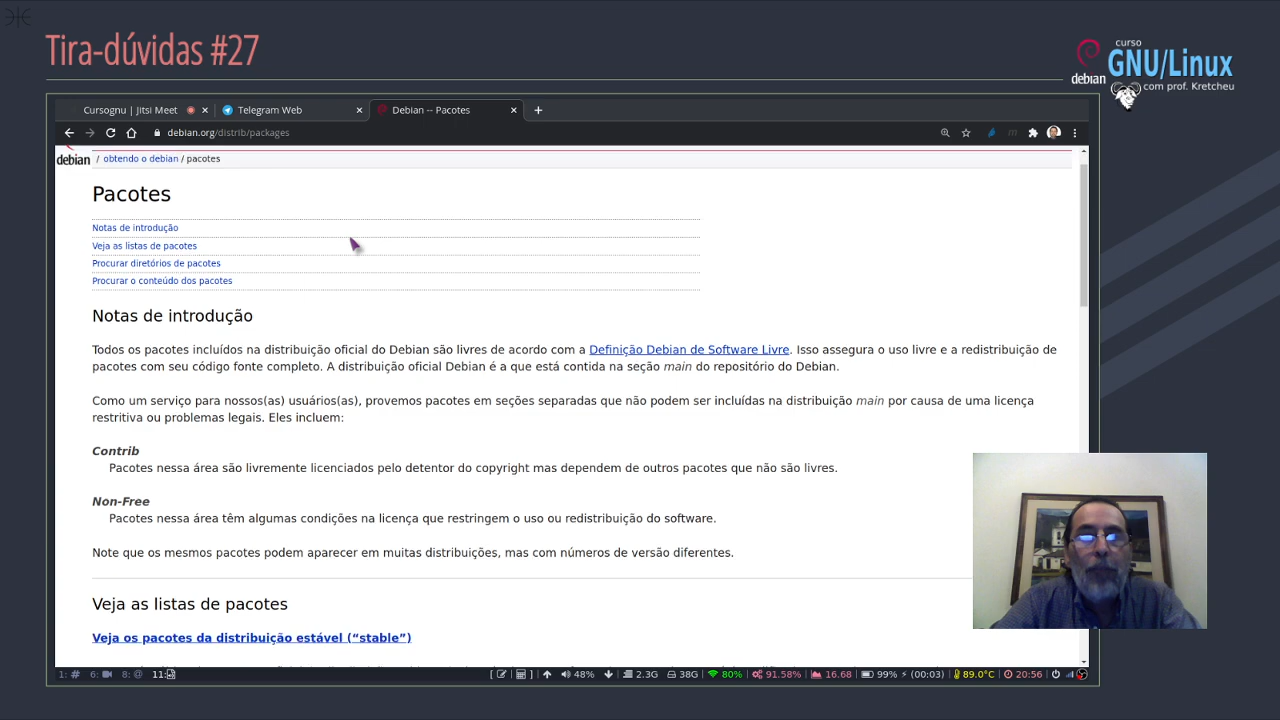 Tira-dúvidas #27
curso
GNU/Linux
debian
com prof. Kretcheu
Cursognu | Jitsi Meet
Telegram Web
Debian -- Pacotes
debian.org/distrib/packages
debian / obtendo o debian / pacotes
Pacotes
Notas de introdução
Veja as listas de pacotes
Procurar diretórios de pacotes
Procurar o conteúdo dos pacotes
Notas de introdução
Todos os pacotes incluídos na distribuição oficial do Debian são livres de acordo com a Definição Debian de Software Livre. Isso assegura o uso livre e a redistribuição de
pacotes com seu código fonte completo. A distribuição oficial Debian é a que está contida na seção main do repositório do Debian.
Como um serviço para nossos(as) usuários(as), provemos pacotes em seções separadas que não podem ser incluídas na distribuição main por causa de uma licença
restritiva ou problemas legais. Eles incluem:
Contrib
Pacotes nessa área são livremente licenciados pelo detentor do copyright mas dependem de outros pacotes que não são livres.
Non-Free
Pacotes nessa área têm algumas condições na licença que restringem o uso ou redistribuição do software.
Note que os mesmos pacotes podem aparecer em muitas distribuições, mas com números de versão diferentes.
Veja as listas de pacotes
Veja os pacotes da distribuição estável (“stable”)
1: # 6: 8: @ 11: [ ] 48% 2.3G 38G 80% 91.58% 16.68 99% (00:03) 89.0°C 20:56